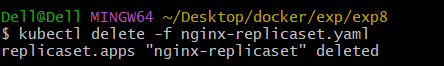 Dell@Dell MINGW64 ~/Desktop/docker/exp/exp8
$ kubectl delete -f nginx-replicaset.yaml
replicaset.apps "nginx-replicaset" deleted